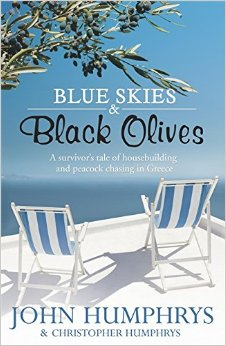 BLUE SKIES
&
Black Olives
A survivor's tale of housebuilding
and peacock chasing in Greece
JOHN HUMPHRYS
& CHRISTOPHER HUMPHRYS